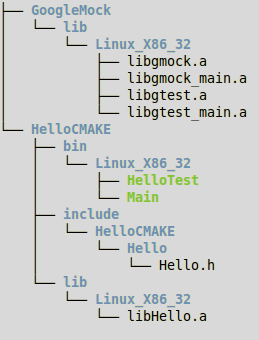 GoogleMock
lib
Linux_X86_32
libgmock.a
libgmock_main.a
libgtest.a
libgtest_main.a
HelloCMAKE
bin
Linux_X86_32
HelloTest
Main
include
HelloCMAKE
Hello
Hello.h
lib
Linux_X86_32
libHello.a